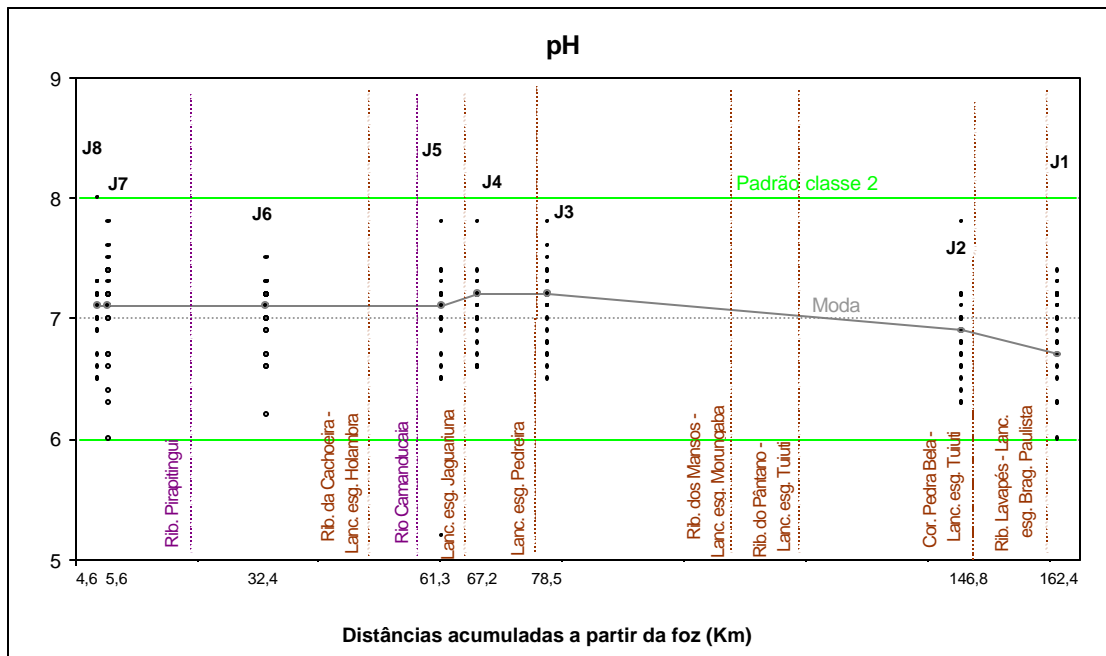 pH
9
8
7
6
5
J8
J7
J6
J5
J4
J3
J2
J1
Padrão classe 2
Moda
Rib. Pirapitingui
Rib. da Cachoeira -
Lanc. esg. Holambra
Rio Camanducaia
Lanc. esg. Jaguariuna
Lanc. esg. Pedreira
Rib. dos Mansos -
Lanc. esg. Morungaba
Rib. do Pântano -
Lanc. esg. Tuiuti
Cor. Pedra Bela -
Lanc. esg. Tuiuti
Rib. Lavapés - Lanc.
esg. Brag. Paulista
4,6 5,6 32,4 61,3 67,2 78,5 146,8 162,4
Distâncias acumuladas a partir da foz (Km)